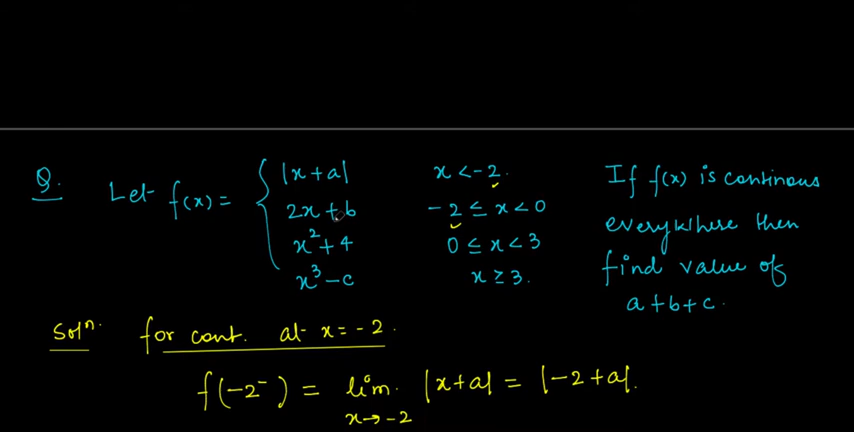 Q. Let f(x) = { |x + a| x < -2.
2x + b -2 ≤ x < 0
x² + 4 0 ≤ x < 3
x³ - c x ≥ 3.
If f(x) is continous
everywhere then
find value of
a + b + c.
Solⁿ. for cont. at x = -2.
f(-2⁻) = lim. |x+a| = |-2 + a|.
x → -2